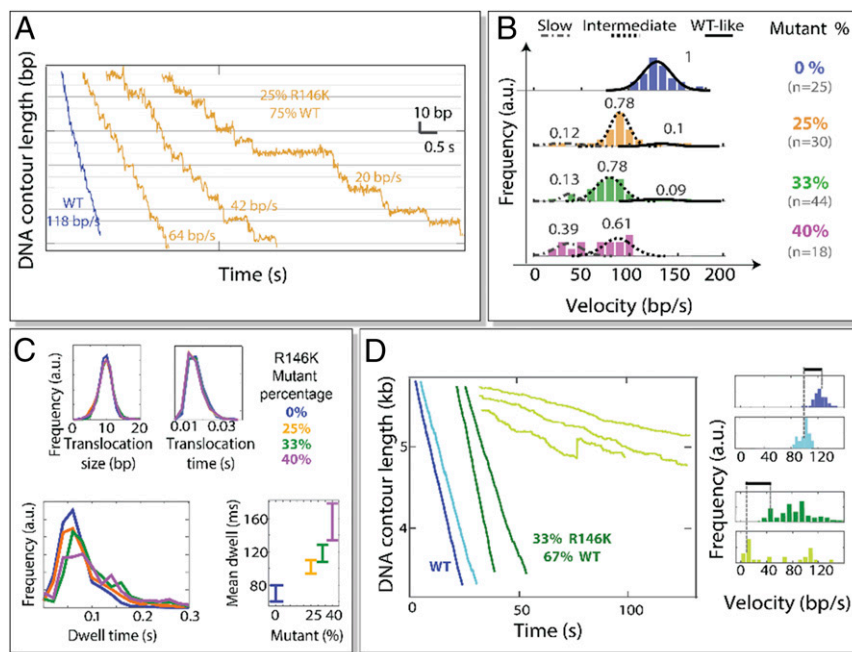 A
DNA contour length (bp)
25% R146K
75% WT
10 bp
0.5 s
WT
118 bp/s
64 bp/s
42 bp/s
20 bp/s
Time (s)
B
Slow
Intermediate
WT-like
Mutant %
Frequency (a.u.)
1
0 %
(n=25)
0.12
0.78
0.1
25%
(n=30)
0.13
0.78
0.09
33%
(n=44)
0.39
0.61
40%
(n=18)
0 50 100 150 200
Velocity (bp/s)
C
Frequency (a.u.)
0 10 20
Translocation
size (bp)
0.01 0.03
Translocation
time (s)
R146K
Mutant
percentage
0%
25%
33%
40%
Frequency (a.u.)
0.1 0.2 0.3
Dwell time (s)
Mean dwell (ms)
160
120
80
0 25 40
Mutant (%)
D
DNA contour length (kb)
5
4
WT
33% R146K
67% WT
0 50 100
Time (s)
Frequency (a.u.)
0 40 80 120
0 40 80 120
Velocity (bp/s)